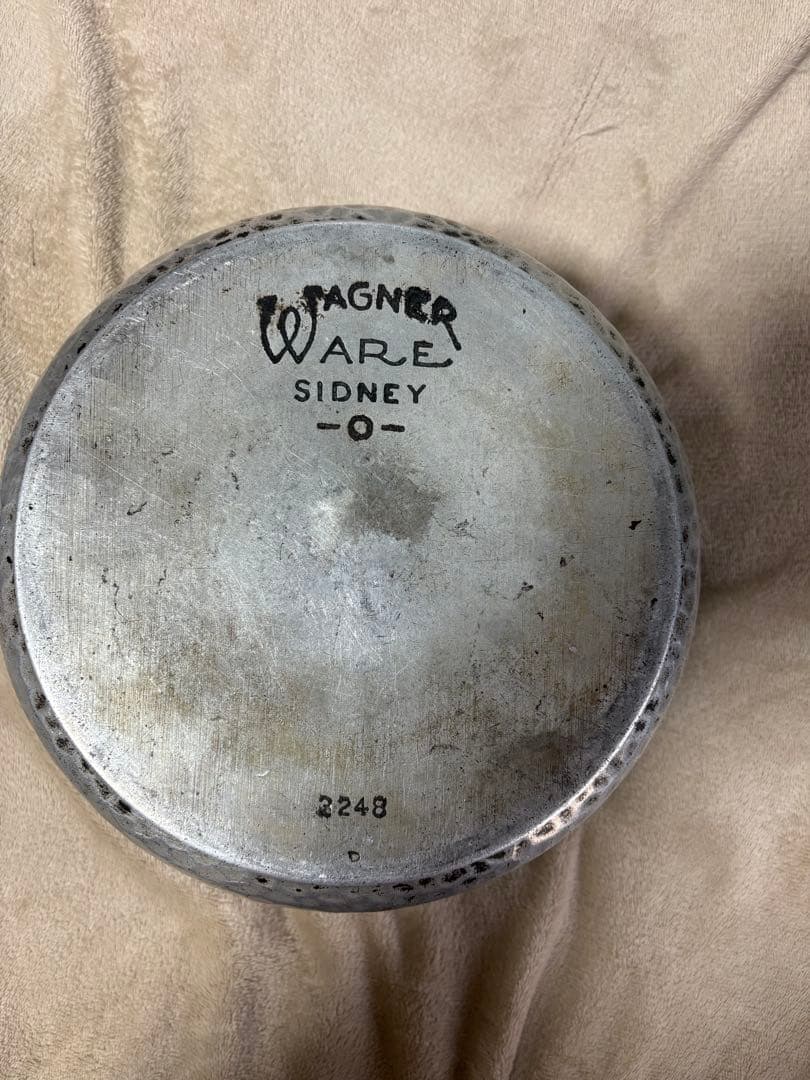 WAGNER
WARE
SIDNEY
-O-
3248
D